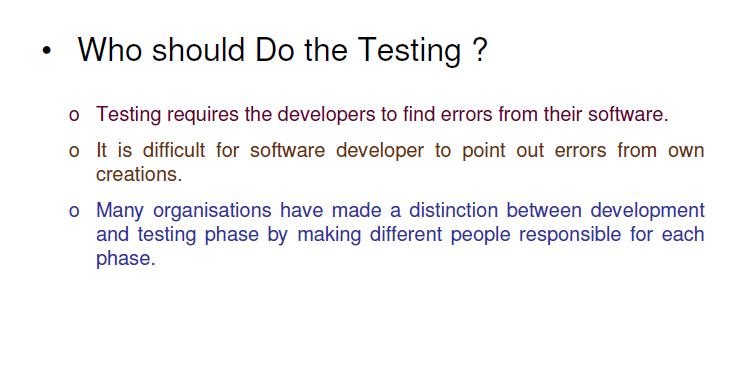 • Who should Do the Testing ?
o Testing requires the developers to find errors from their software.
o It is difficult for software developer to point out errors from own
creations.
o Many organisations have made a distinction between development
and testing phase by making different people responsible for each
phase.